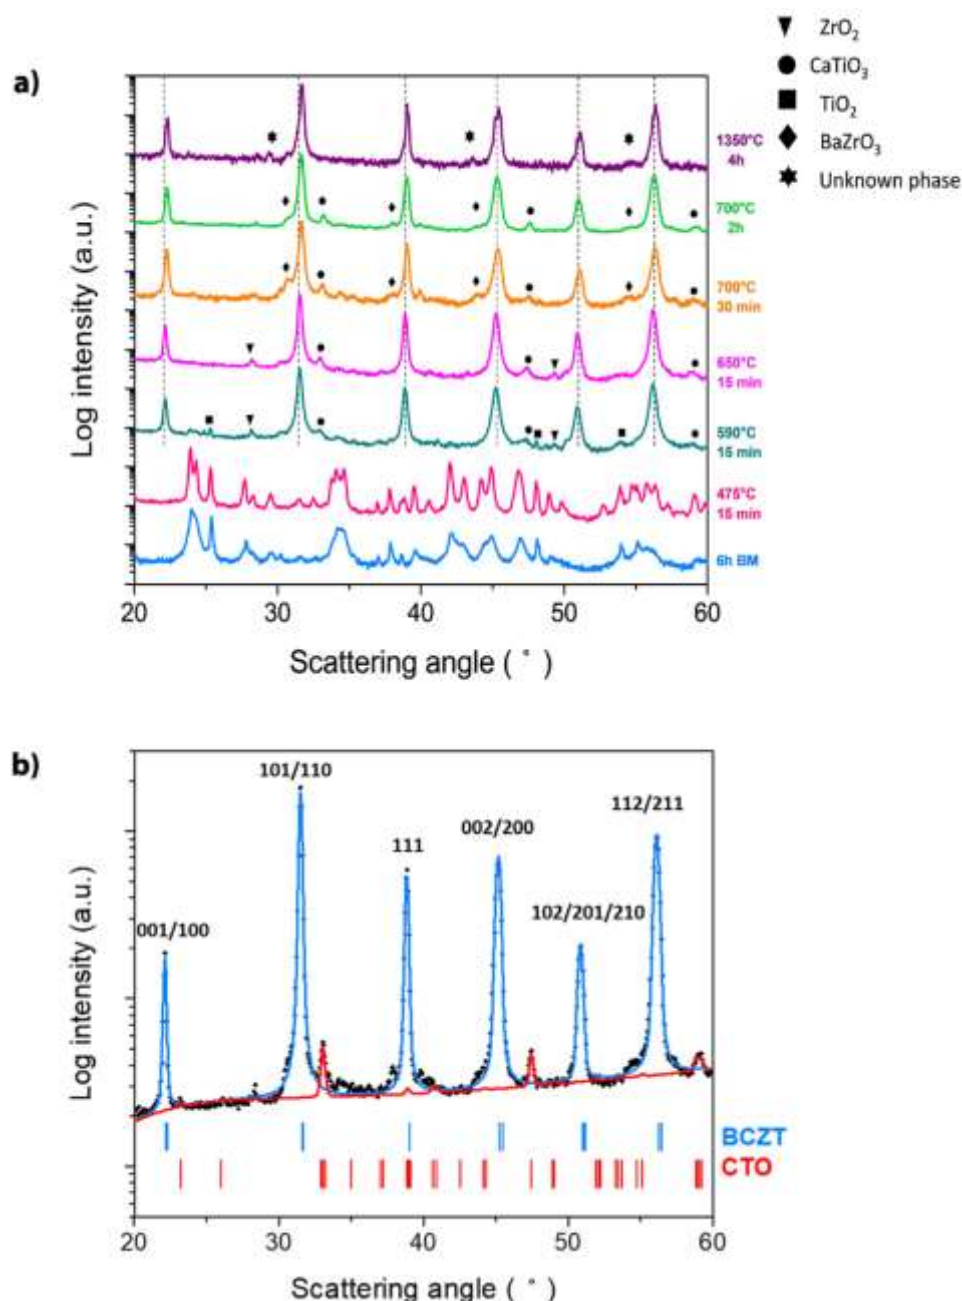 ZrO2
CaTiO3
TiO2
BaZrO3
Unknown phase
a)
Log intensity (a.u.)
1350°C
4h
700°C
2h
700°C
30 min
650°C
15 min
590°C
15 min
475°C
15 min
6h BM
20 30 40 50 60
Scattering angle ( ° )
b)
Log intensity (a.u.)
001/100
101/110
111
002/200
102/201/210
112/211
BCZT
CTO
20 30 40 50 60
Scattering angle ( ° )